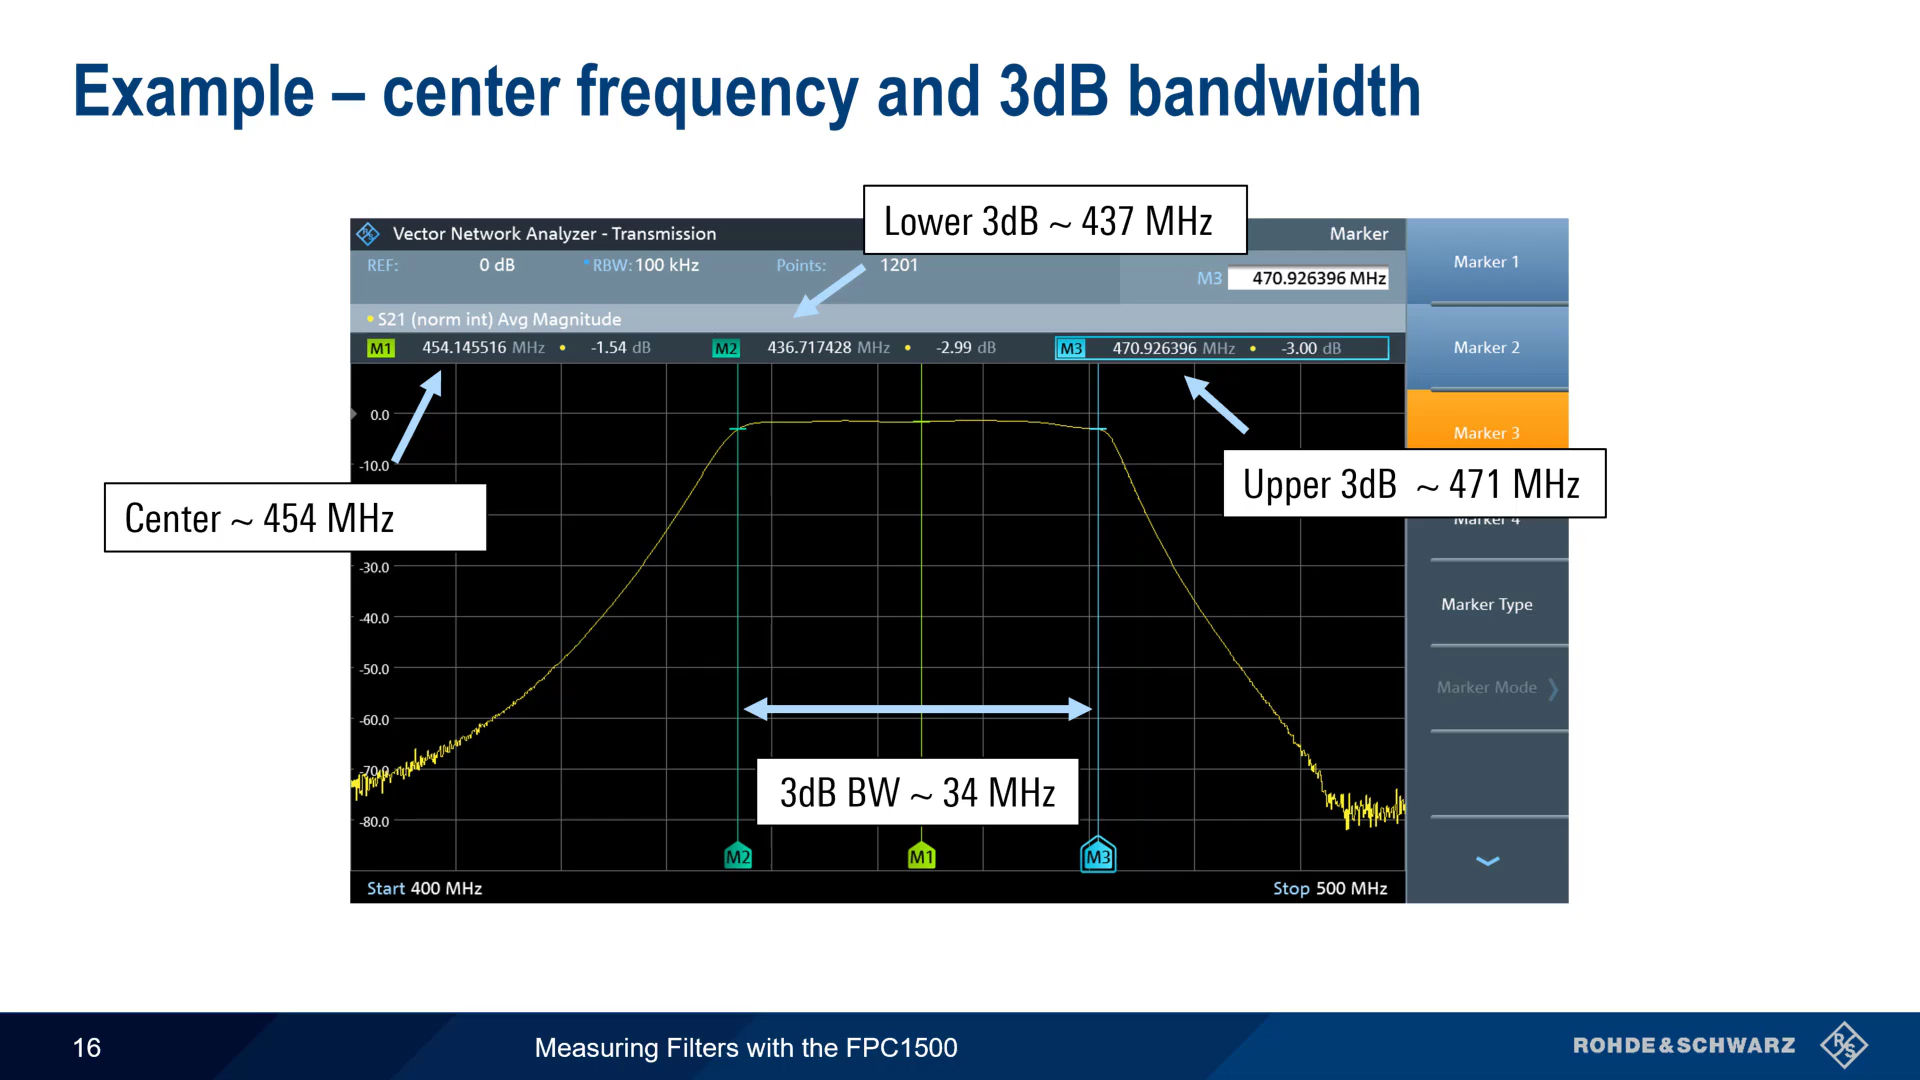 Example – center frequency and 3dB bandwidth
Lower 3dB ~ 437 MHz
Vector Network Analyzer - Transmission
Marker
REF: 0 dB RBW: 100 kHz Points: 1201
M3 470.926396 MHz
S21 (norm int) Avg Magnitude
M1 454.145516 MHz -1.54 dB M2 436.717428 MHz -2.99 dB M3 470.926396 MHz -3.00 dB
Marker 1
Marker 2
Marker 3
Marker 4
Marker Type
Marker Mode
0.0
-10.0
-30.0
-40.0
-50.0
-60.0
-70.0
-80.0
Center ~ 454 MHz
Upper 3dB ~ 471 MHz
3dB BW ~ 34 MHz
M2 M1 M3
Start 400 MHz
Stop 500 MHz
16
Measuring Filters with the FPC1500
ROHDE&SCHWARZ
R&S